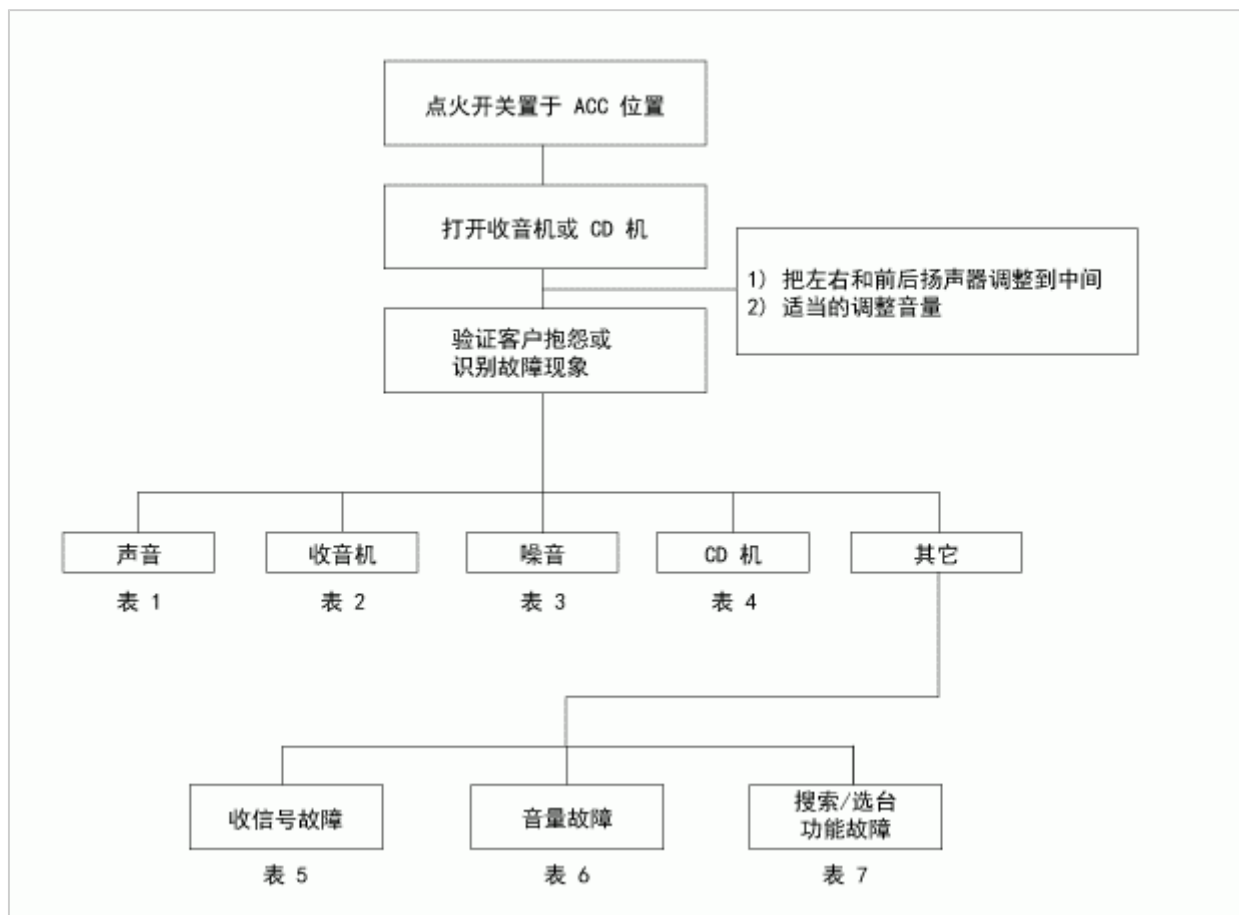 点火开关置于 ACC 位置
打开收音机或 CD 机
1) 把左右和前后扬声器调整到中间
2) 适当的调整音量
验证客户抱怨或
识别故障现象
声音
收音机
噪音
CD 机
其它
表 1
表 2
表 3
表 4
收信号故障
音量故障
搜索/选台
功能故障
表 5
表 6
表 7